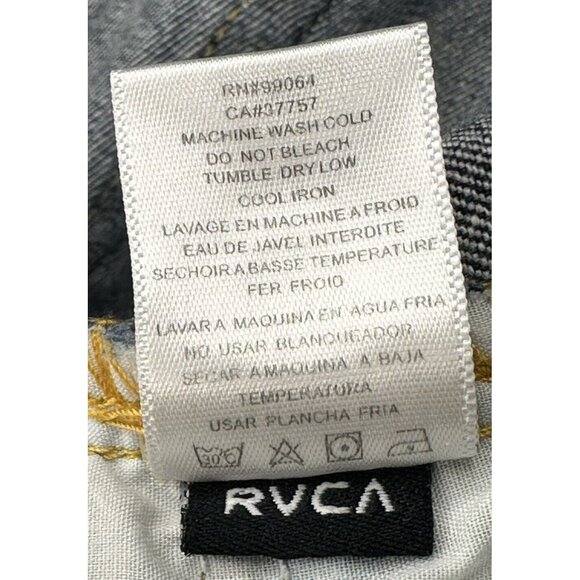 RN#99064
CA#37757
MACHINE WASH COLD
DO NOT BLEACH
TUMBLE DRY LOW
COOL IRON
LAVAGE EN MACHINE A FROID
EAU DE JAVEL INTERDITE
SECHOIR A BASSE TEMPERATURE
FER FROID
LAVAR A MAQUINA EN AGUA FRIA
NO USAR BLANQUEADOR
SECAR A MAQUINA A BAJA
TEMPERATURA
USAR PLANCHA FRIA
30°C
RVCA